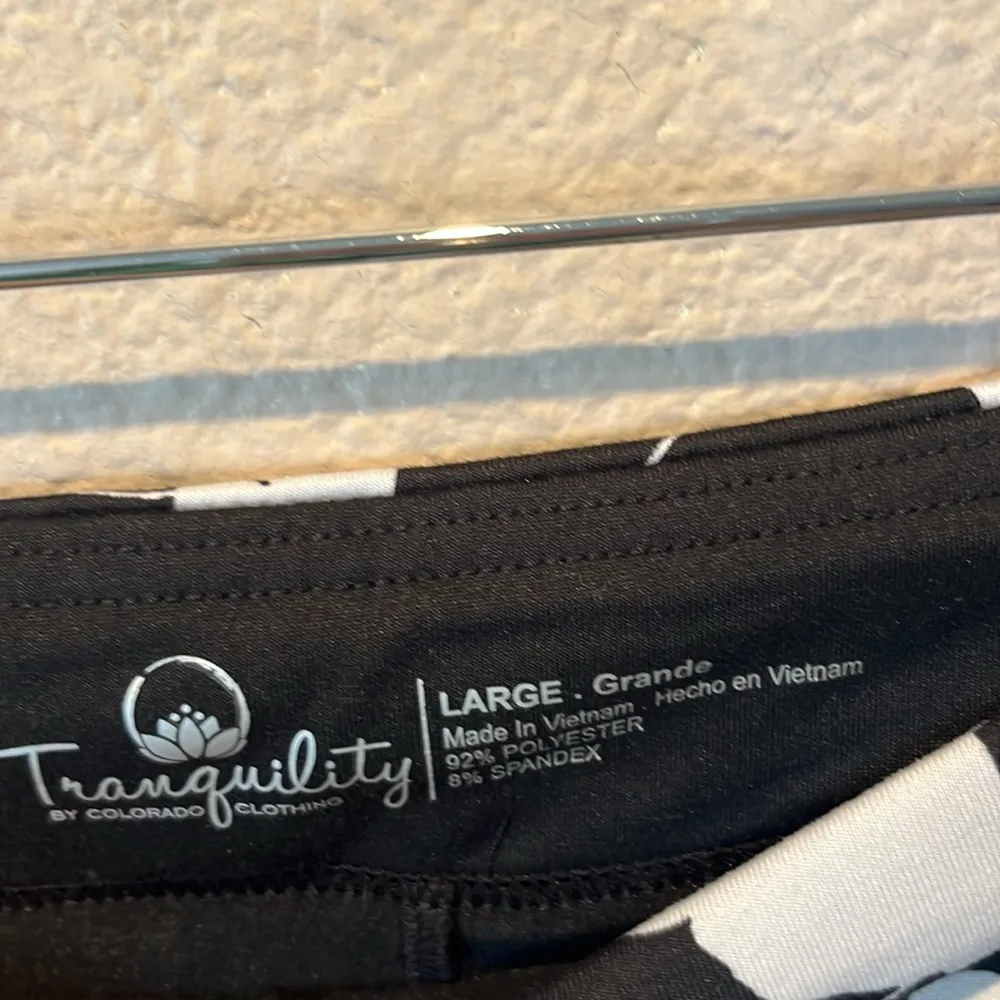 Tranquility
BY COLORADO CLOTHING
LARGE . Grande
Made In Vietnam . Hecho en Vietnam
92% POLYESTER
8% SPANDEX